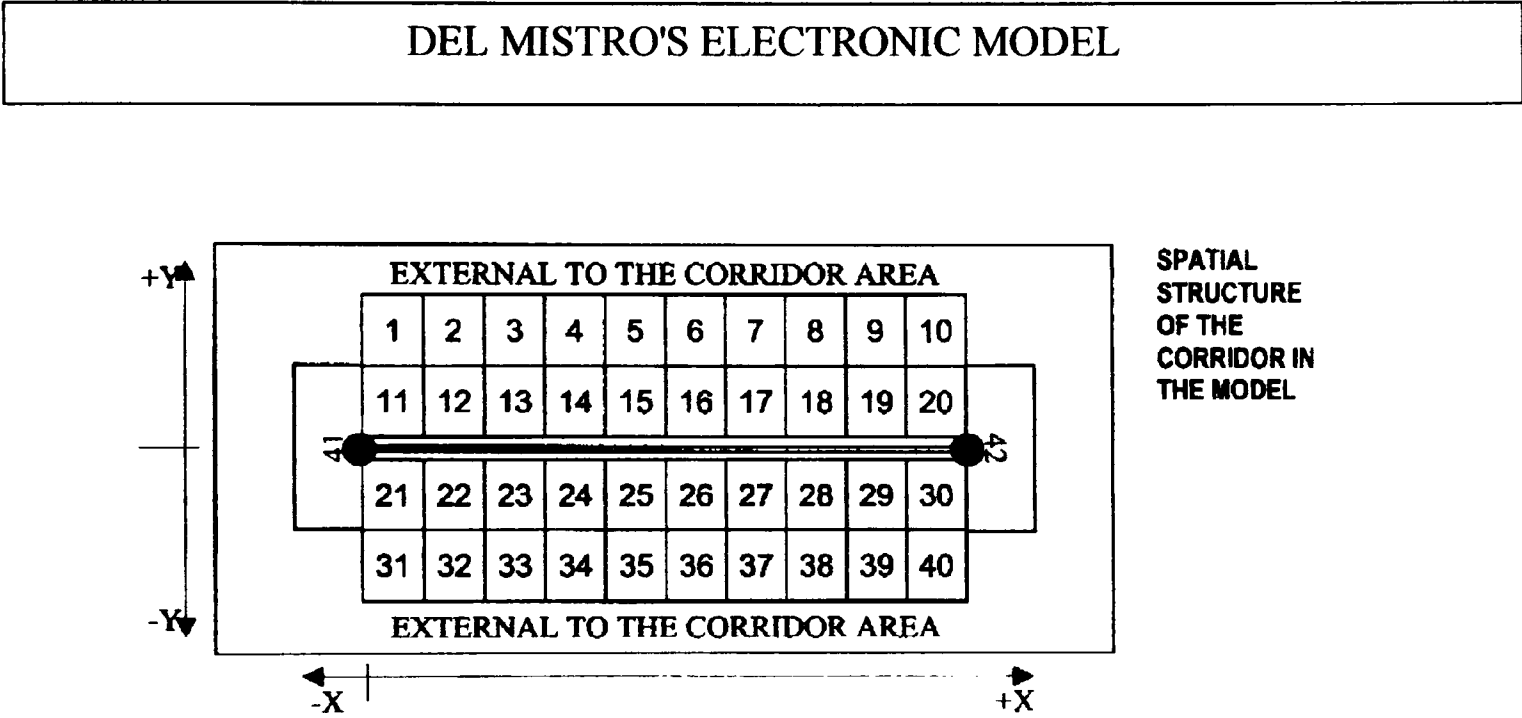 DEL MISTRO'S ELECTRONIC MODEL
+Y
EXTERNAL TO THE CORRIDOR AREA
1 2 3 4 5 6 7 8 9 10
11 12 13 14 15 16 17 18 19 20
41 42
21 22 23 24 25 26 27 28 29 30
31 32 33 34 35 36 37 38 39 40
EXTERNAL TO THE CORRIDOR AREA
-Y
-X +X
SPATIAL
STRUCTURE
OF THE
CORRIDOR IN
THE MODEL